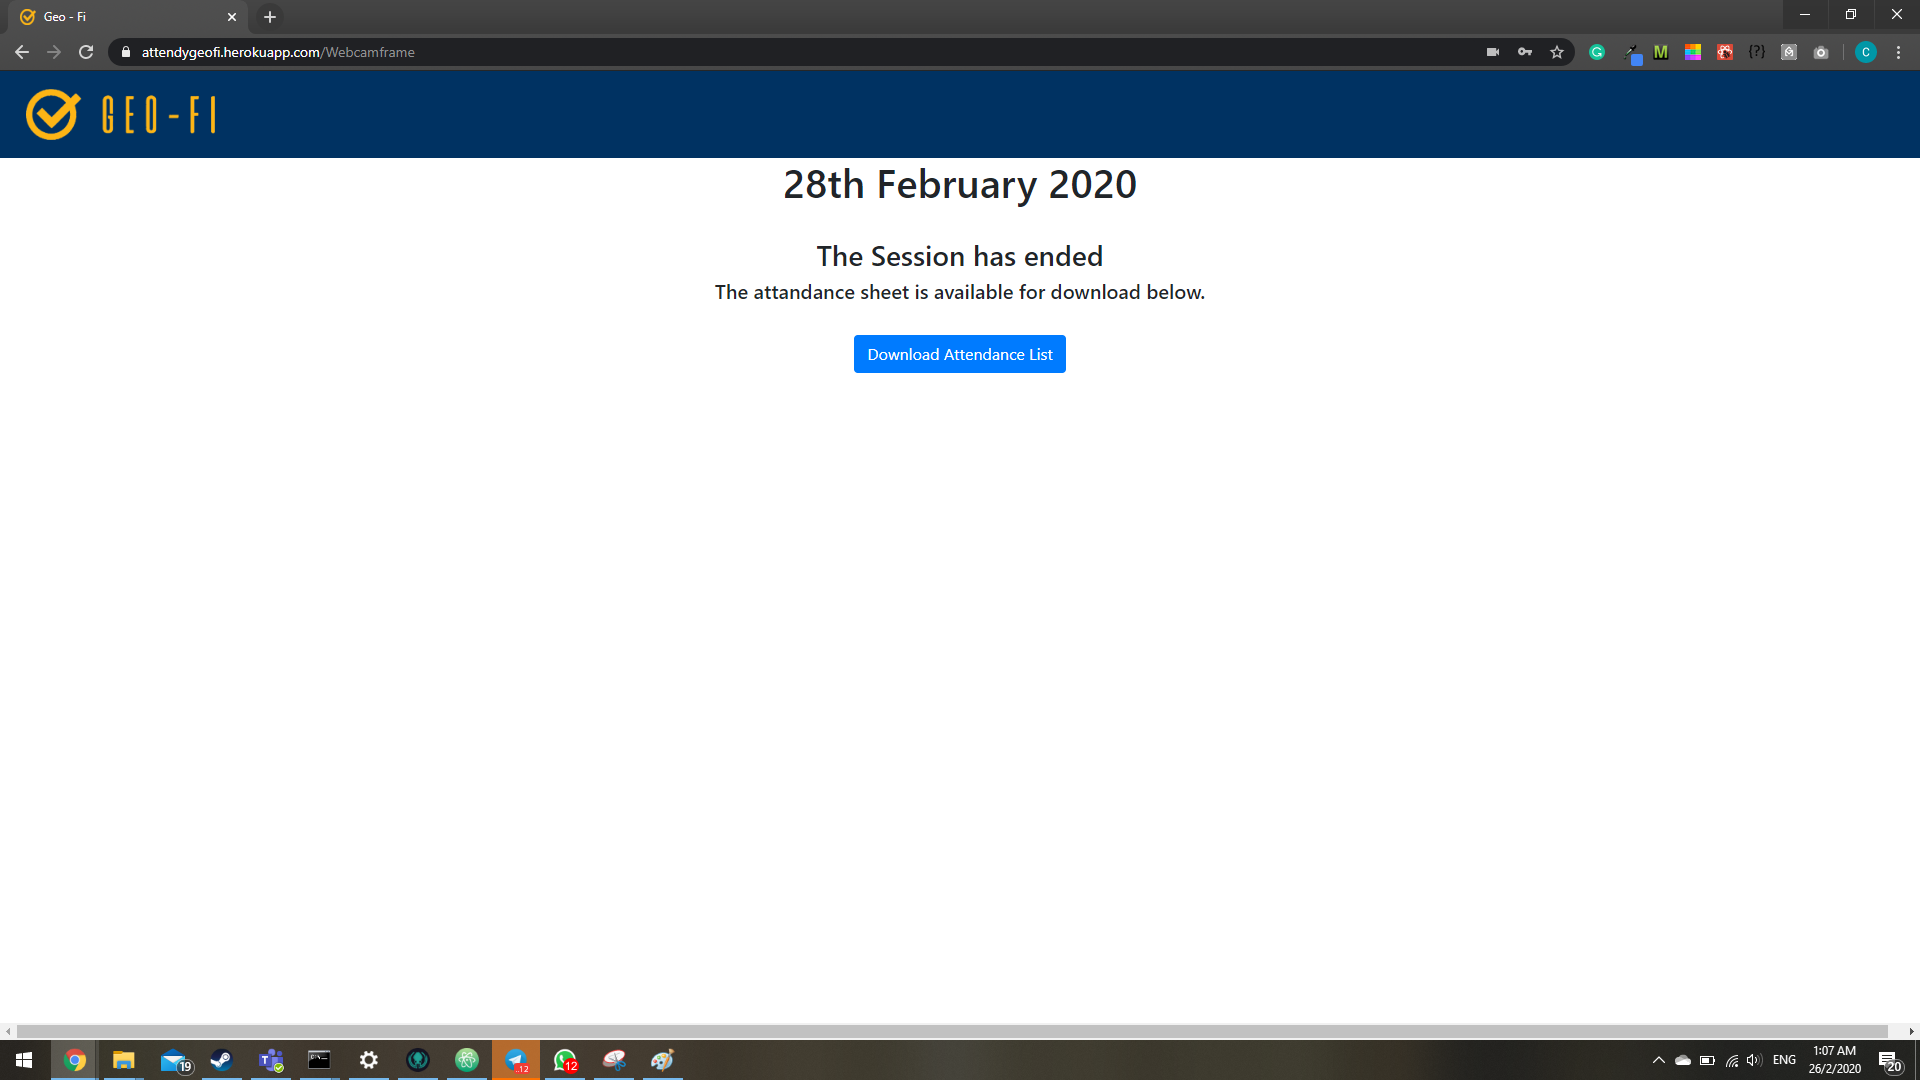 Geo - Fi
attendygeofi.herokuapp.com/Webcamframe
G
M
{?}
C
GEO-FI
28th February 2020
The Session has ended
The attandance sheet is available for download below.
Download Attendance List
19
T
C:\
..12
12
ENG
1:07 AM
26/2/2020
20